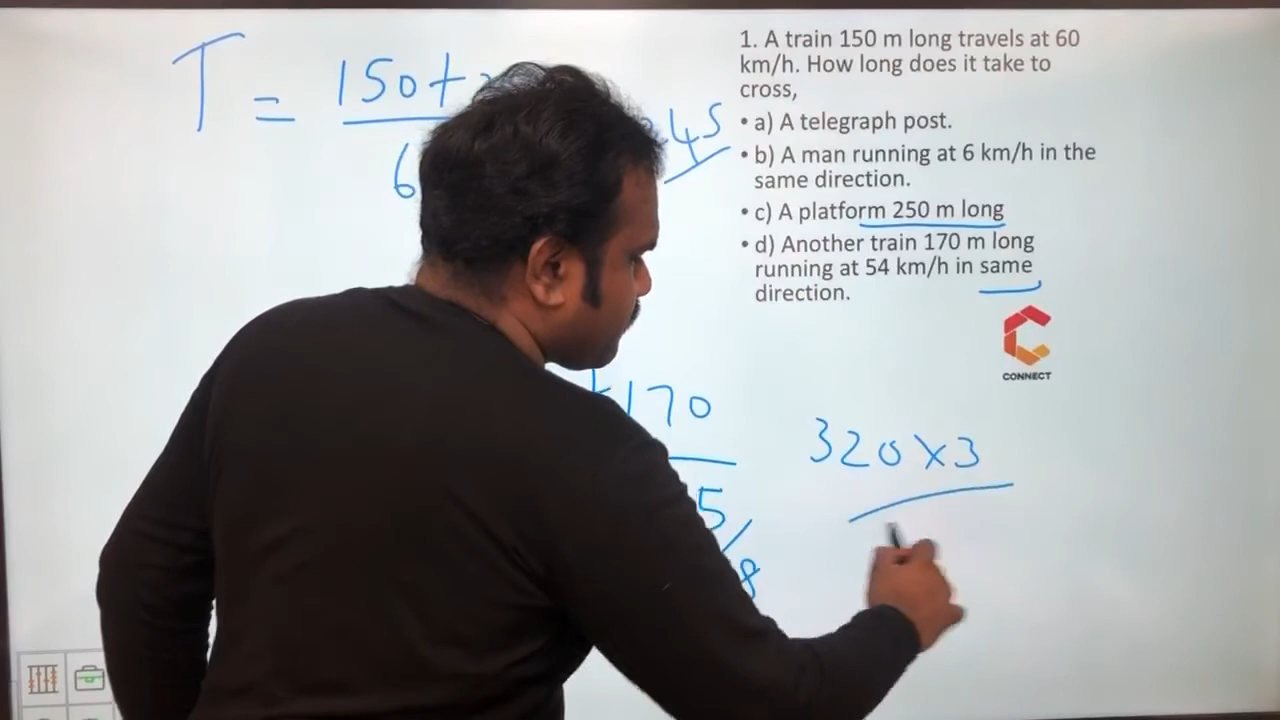 T = 150+
6
45
1. A train 150 m long travels at 60
km/h. How long does it take to
cross,
• a) A telegraph post.
• b) A man running at 6 km/h in the
same direction.
• c) A platform 250 m long
• d) Another train 170 m long
running at 54 km/h in same
direction.
CONNECT
+170
5/
8
320×3